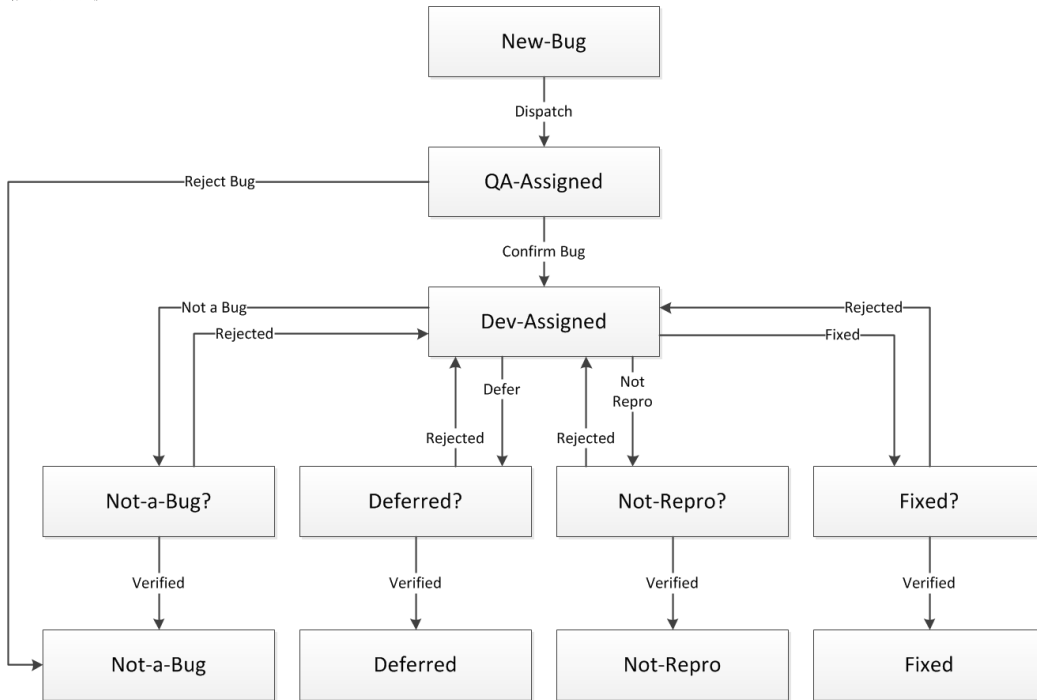 New-Bug
Dispatch
Reject Bug
QA-Assigned
Confirm Bug
Not a Bug
Rejected
Dev-Assigned
Rejected
Fixed
Rejected
Defer
Rejected
Not
Repro
Not-a-Bug?
Deferred?
Not-Repro?
Fixed?
Verified
Verified
Verified
Verified
Not-a-Bug
Deferred
Not-Repro
Fixed